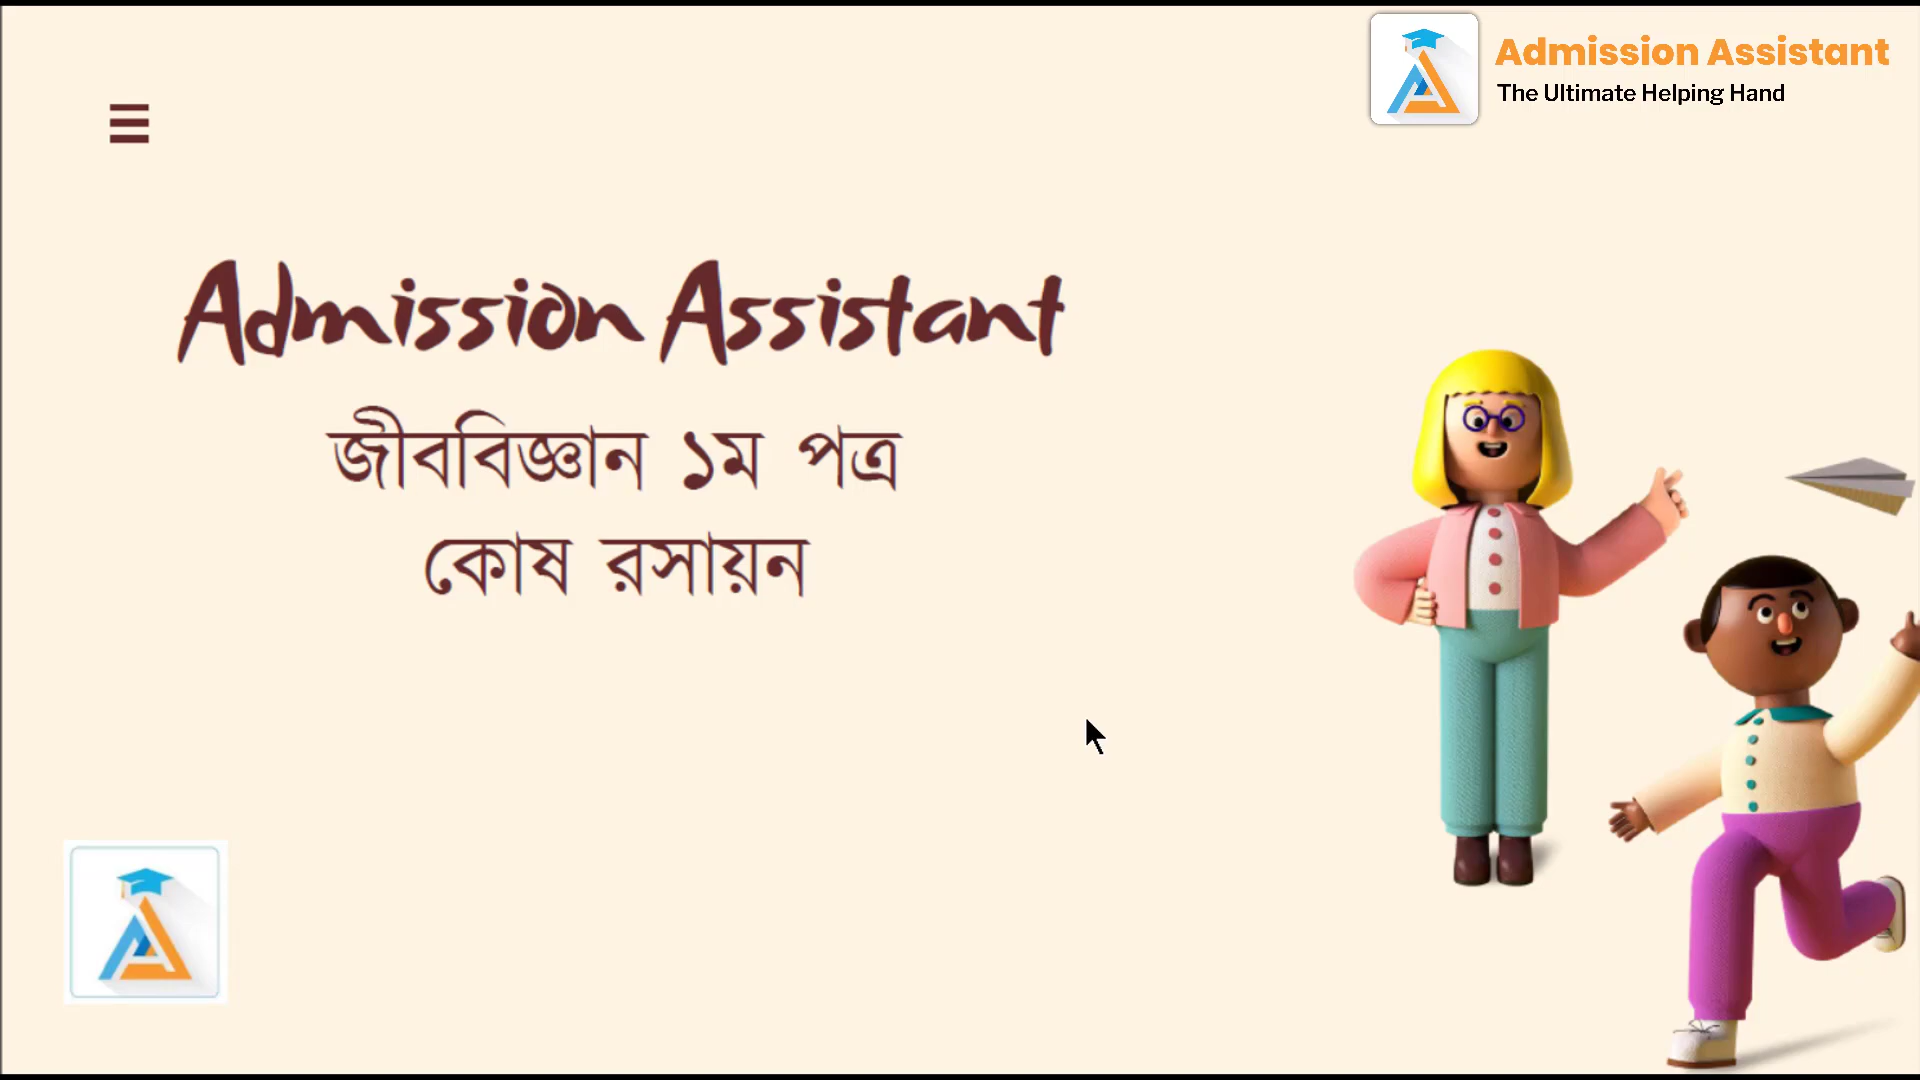 Admission Assistant
The Ultimate Helping Hand
Admission Assistant
জীববিজ্ঞান ১ম পত্র
কোষ রসায়ন